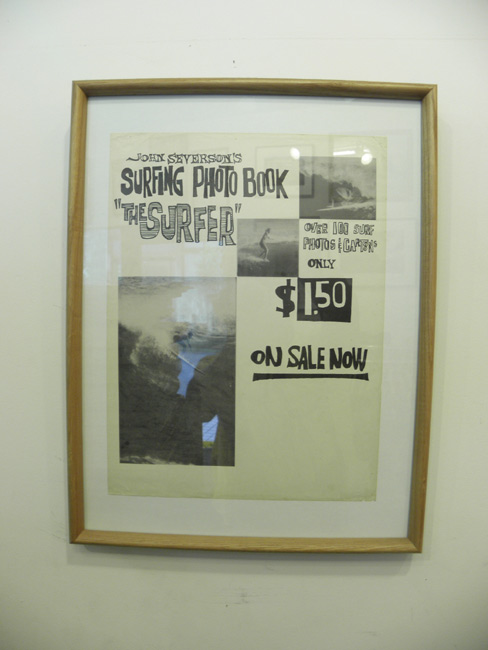 JOHN SEVERSON'S
SURFING PHOTO BOOK
"THE SURFER"
OVER 100 SURF
PHOTOS & CARTOONS
ONLY
$1.50
ON SALE NOW